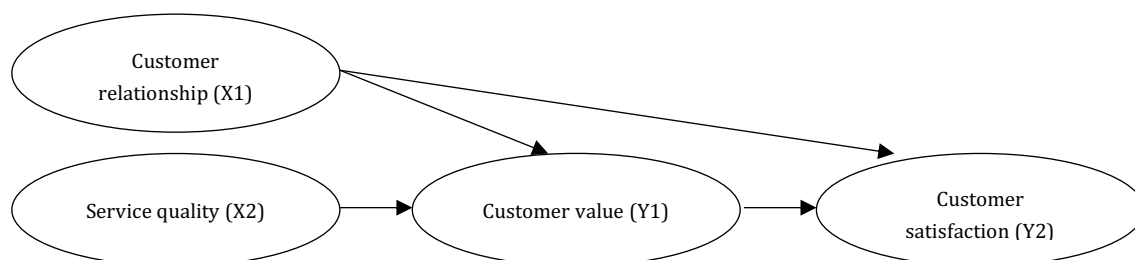 Customer
relationship (X1)
Service quality (X2)
Customer value (Y1)
Customer
satisfaction (Y2)